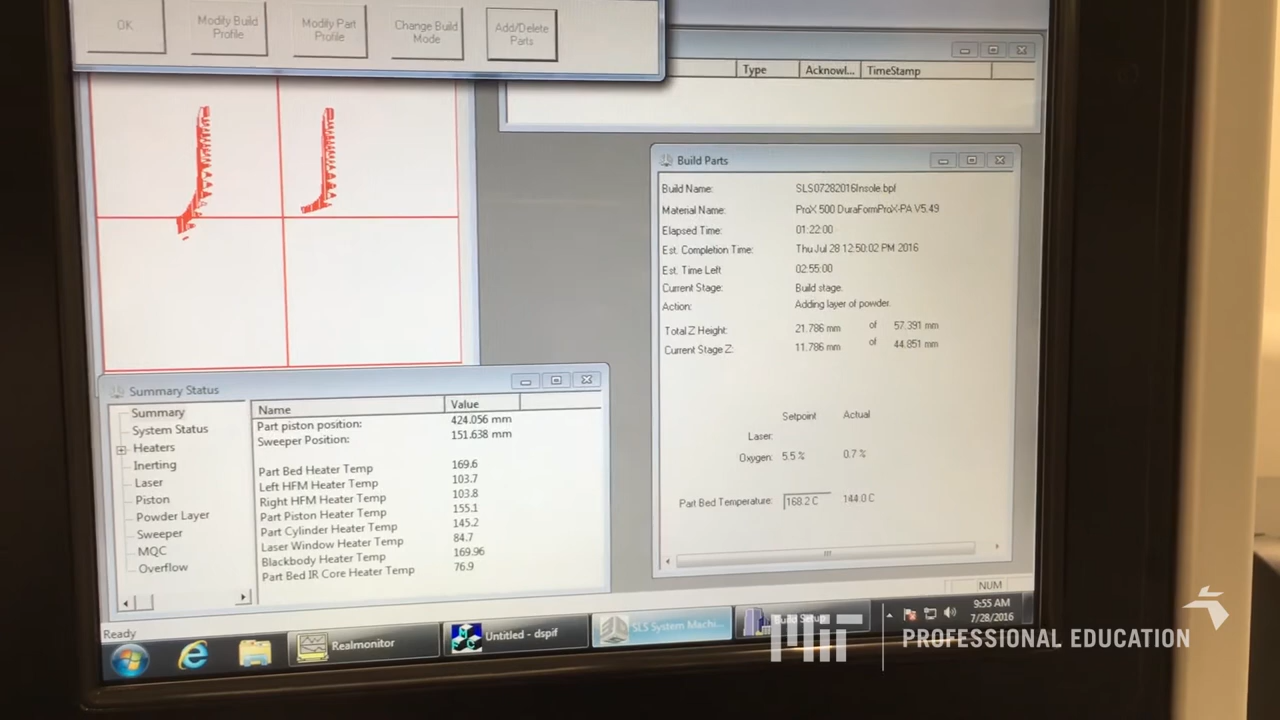 OK
Modify Build Profile
Modify Part Profile
Change Build Mode
Add/Delete Parts
Type Acknowl... TimeStamp
Build Parts
Build Name: SLS07282016Insole.bpf
Material Name: ProX 500 DuraFormProX-PA V5.49
Elapsed Time: 01:22:00
Est. Completion Time: Thu Jul 28 12:50:02 PM 2016
Est. Time Left 02:55:00
Current Stage: Build stage.
Action: Adding layer of powder.
Total Z Height: 21.786 mm of 57.391 mm
Current Stage Z: 11.786 mm of 44.851 mm
Setpoint Actual
Laser:
Oxygen: 5.5 % 0.7 %
Part Bed Temperature: 168.2 C 144.0 C
Summary Status
Summary
System Status
Heaters
Inerting
Laser
Piston
Powder Layer
Sweeper
MQC
Overflow
Name Value
Part piston position: 424.056 mm
Sweeper Position: 151.638 mm
Part Bed Heater Temp 169.6
Left HFM Heater Temp 103.7
Right HFM Heater Temp 103.8
Part Piston Heater Temp 155.1
Part Cylinder Heater Temp 145.2
Laser Window Heater Temp 84.7
Blackbody Heater Temp 169.96
Part Bed IR Core Heater Temp 76.9
NUM
Ready
Realmonitor
Untitled - dspif
SLS System Machi...
Build Setup
9:55 AM
7/28/2016
MIT PROFESSIONAL EDUCATION